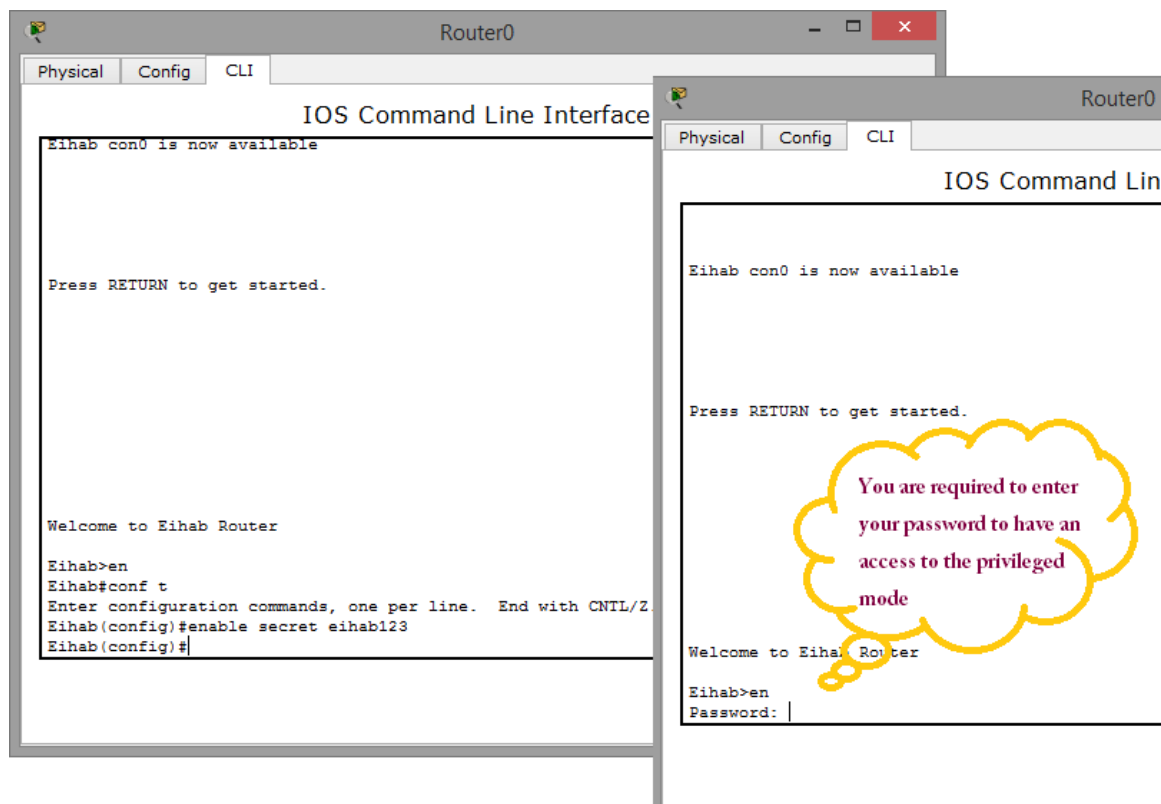 Router0
Physical Config CLI
IOS Command Line Interface
Eihab con0 is now available
Press RETURN to get started.
Welcome to Eihab Router
Eihab>en
Eihab#conf t
Enter configuration commands, one per line.  End with CNTL/Z.
Eihab(config)#enable secret eihab123
Eihab(config)#
Router0
Physical Config CLI
IOS Command Lin
Eihab con0 is now available
Press RETURN to get started.
You are required to enter
your password to have an
access to the privileged
mode
Welcome to Eihab Router
Eihab>en
Password: